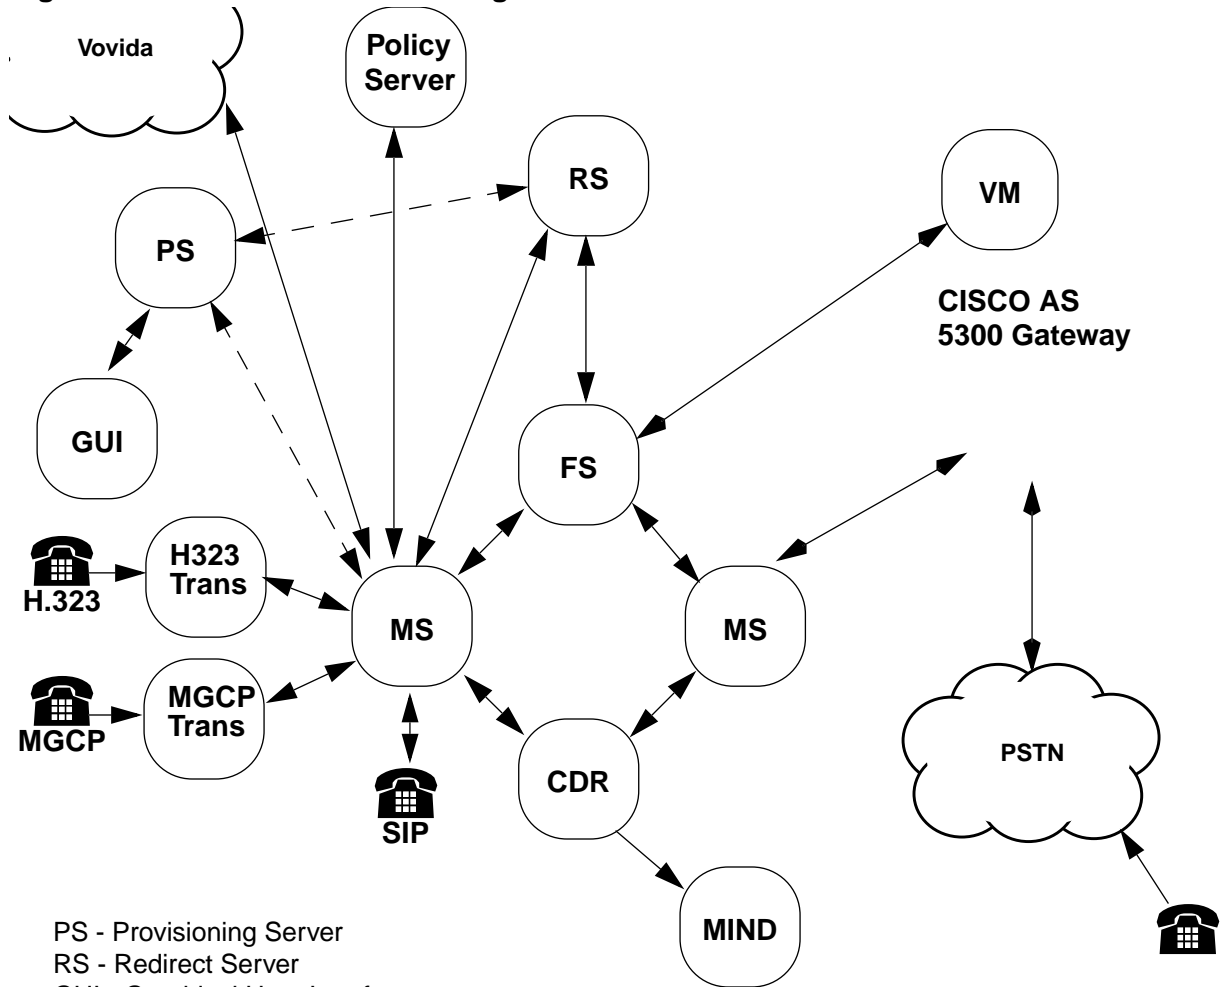 Vovida
Policy
Server
RS
VM
PS
CISCO AS
5300 Gateway
GUI
FS
H323
Trans
H.323
MS
MS
MGCP
Trans
MGCP
CDR
PSTN
SIP
MIND
PS - Provisioning Server
RS - Redirect Server